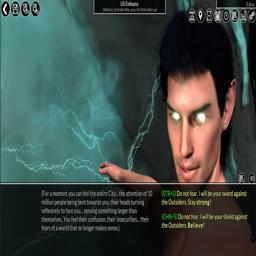 US Embassy
(For a moment you can feel the entire City... the attention of 10
million people being bent towards you, their heads turning
reflexively to face you... sensing something larger than
themselves. You feel their confusion, their insecurities... their
fears of a world that no longer makes sense.)
(STR+5) Do not fear. I will be your sword against
the Outsiders. Stay strong!
(CHR+5) Do not fear. I will be your shield against
the Outsiders. Believe!